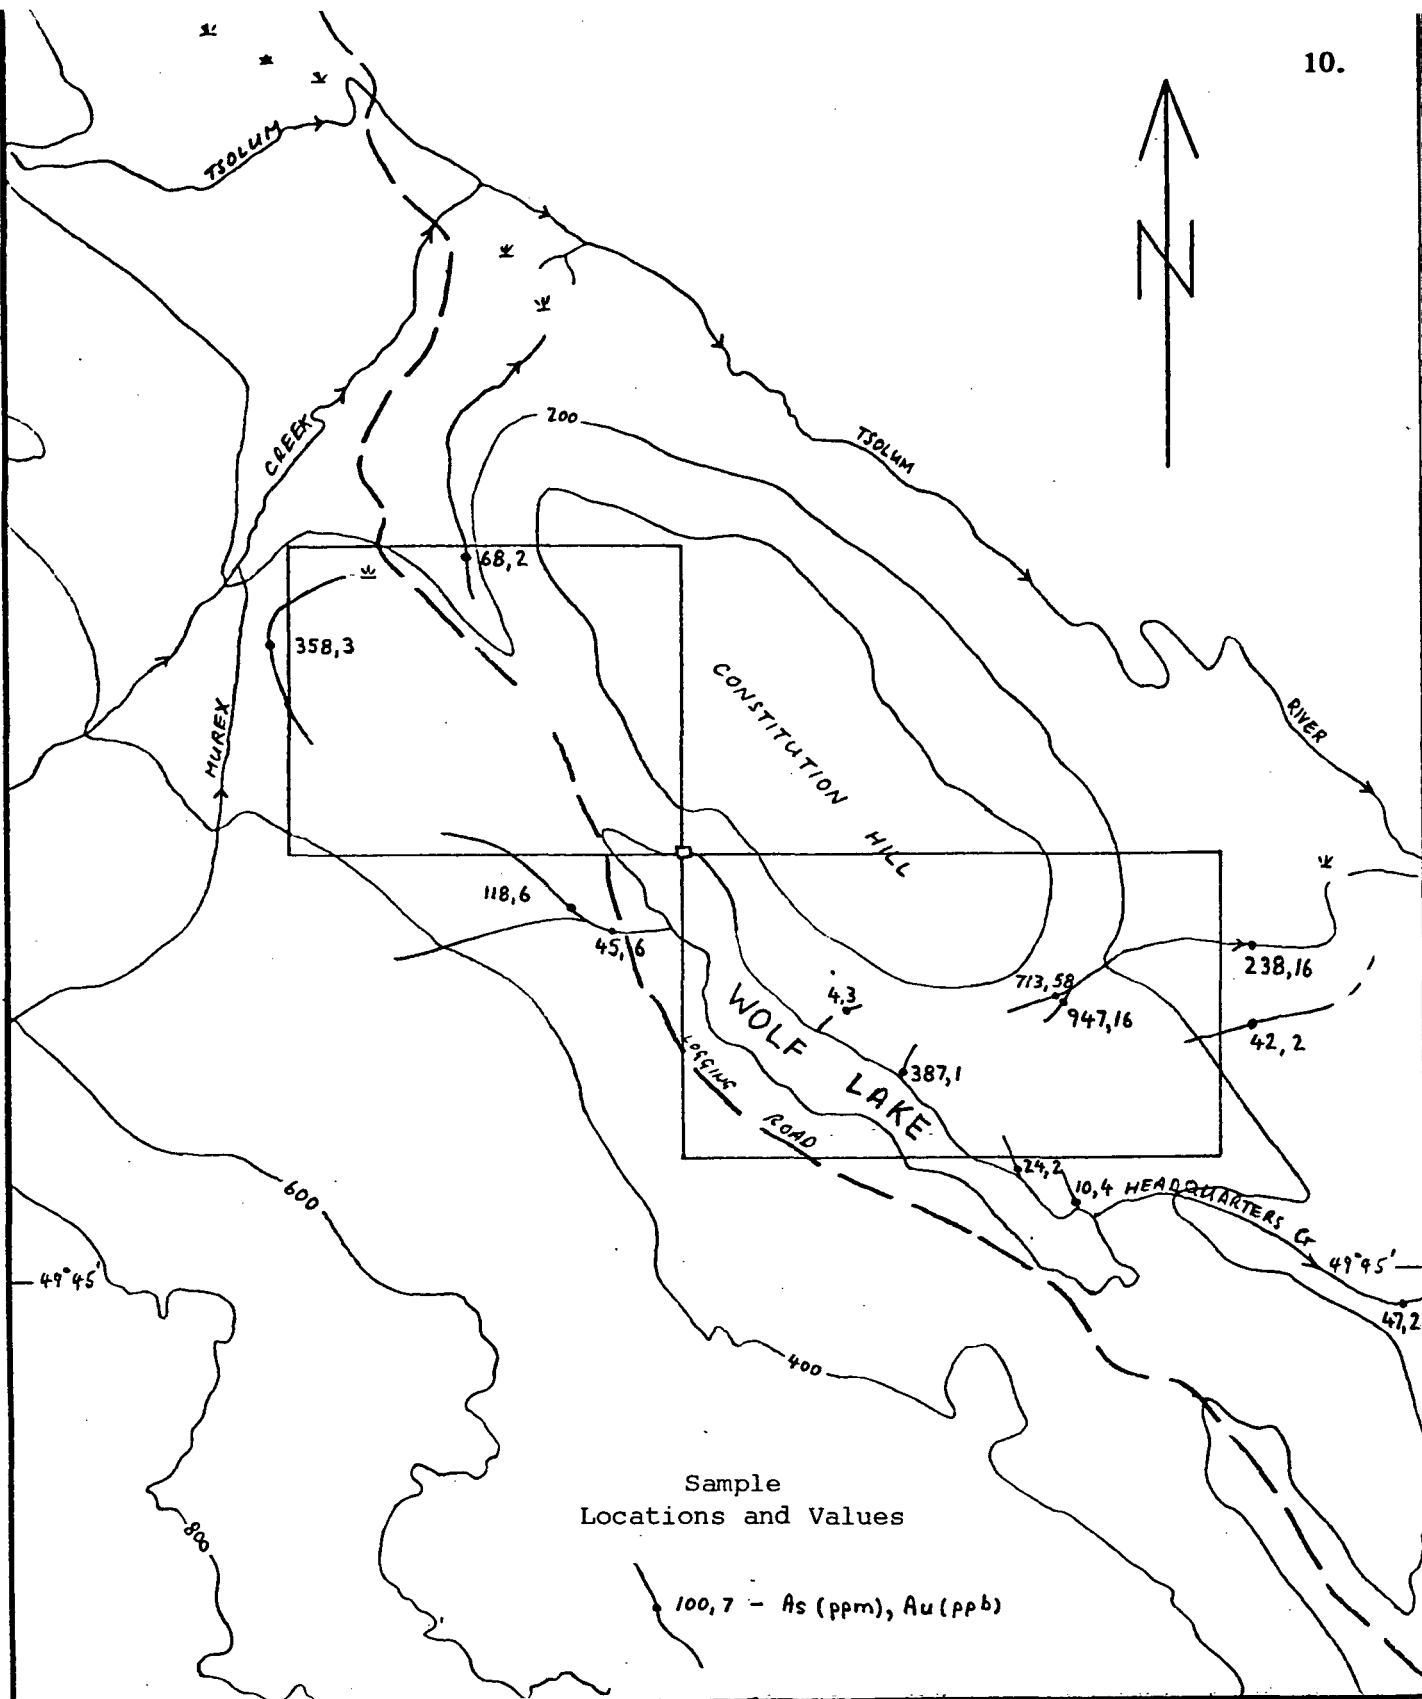 10.
TSOLUM
N
CREEK
200
TSOLUM
68,2
358,3
CONSTITUTION
HILL
MUREX
RIVER
118,6
45,6
238,16
713,58
4,3
947,16
42,2
WOLF
LAKE
LOGGING
ROAD
387,1
24,2
10,4
HEADQUARTERS Cr
600
49°45'
49°45'
47,2
400
Sample
Locations and Values
800
100,7 - As (ppm), Au (ppb)